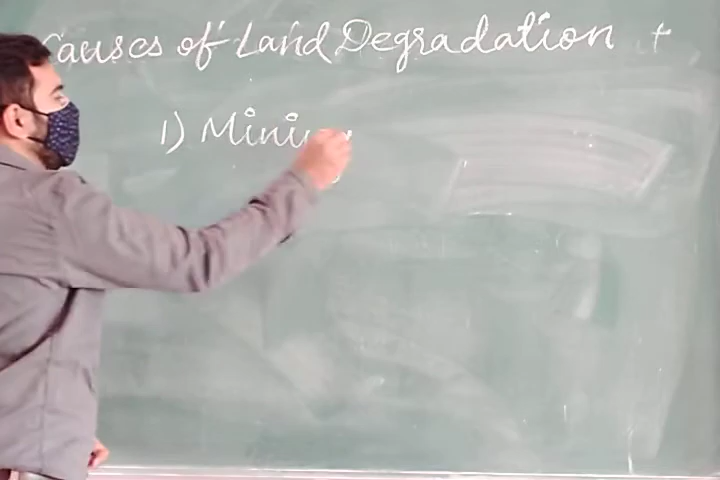 Causes of Land Degradation +
1) Mining